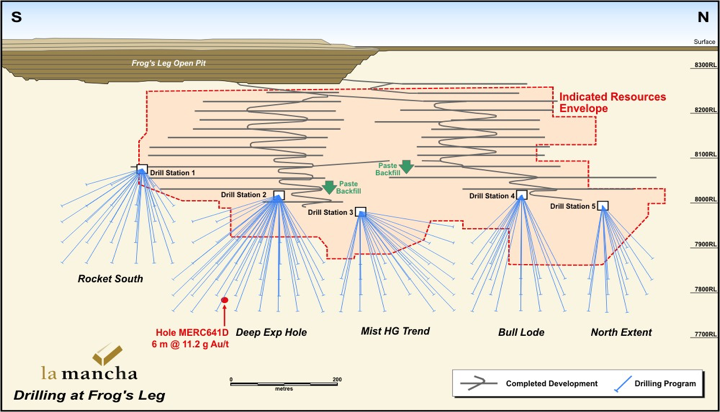 S
N
Surface
Frog's Leg Open Pit
8300RL
Indicated Resources
Envelope
8200RL
8100RL
Paste
Backfill
Drill Station 1
Paste
Backfill
Drill Station 2
Drill Station 4
8000RL
Drill Station 3
Drill Station 5
7900RL
Rocket South
7800RL
Hole MERC641D
6 m @ 11.2 g Au/t
Deep Exp Hole
Mist HG Trend
Bull Lode
North Extent
7700RL
la mancha
Drilling at Frog's Leg
0
200
metres
Completed Development
Drilling Program